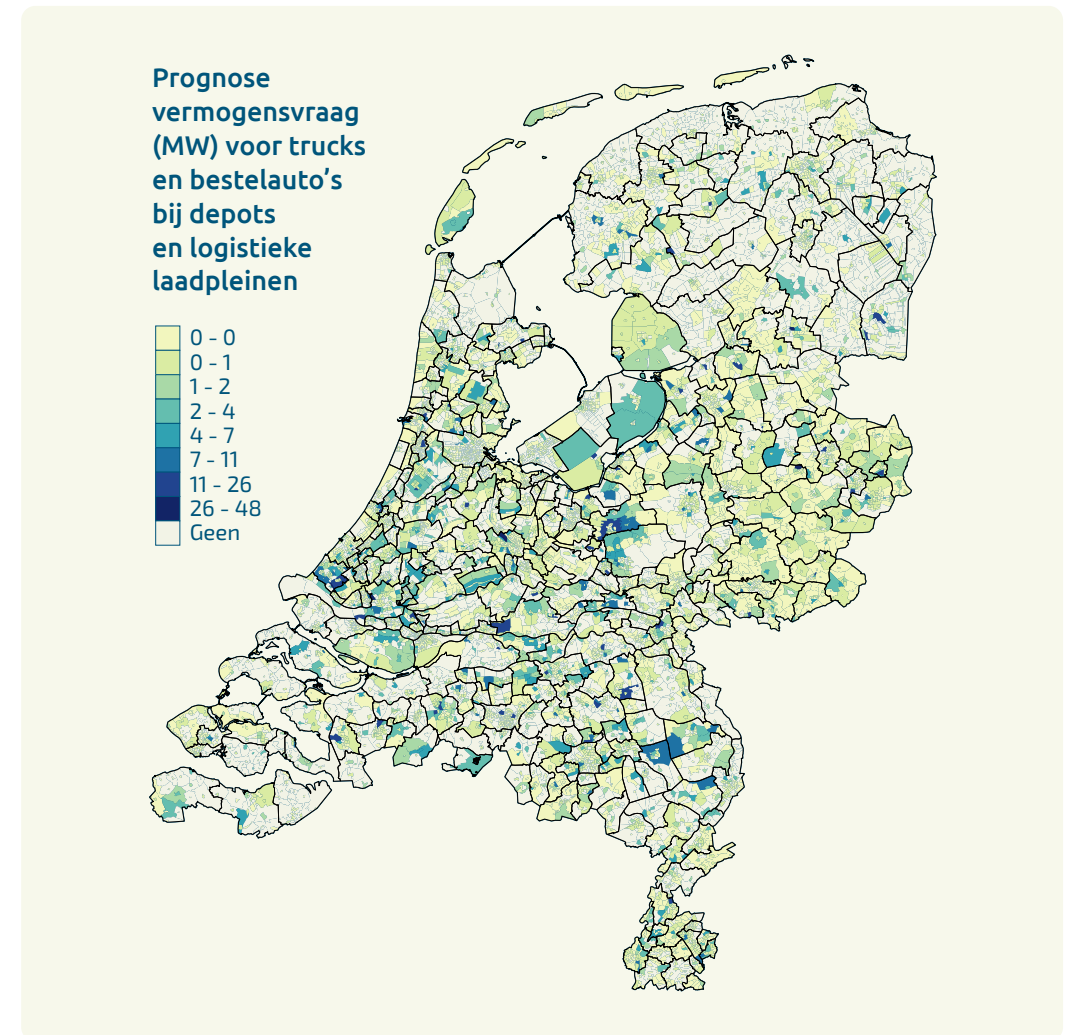 Prognose
vermogensvraag
(MW) voor trucks
en bestelauto’s
bij depots
en logistieke
laadpleinen
0 - 0
0 - 1
1 - 2
2 - 4
4 - 7
7 - 11
11 - 26
26 - 48
Geen